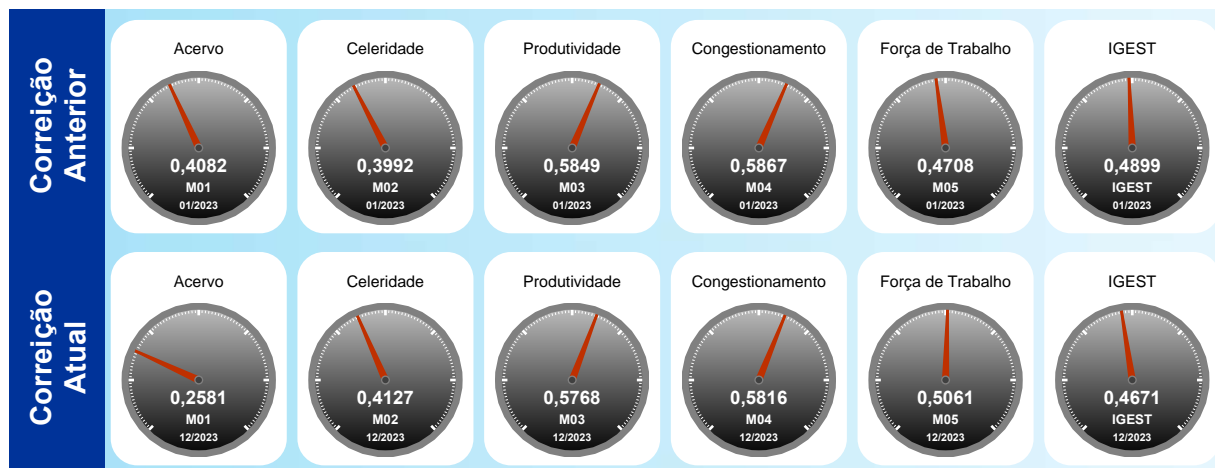 Correição
Anterior
Acervo
0,4082
M01
01/2023
Celeridade
0,3992
M02
01/2023
Produtividade
0,5849
M03
01/2023
Congestionamento
0,5867
M04
01/2023
Força de Trabalho
0,4708
M05
01/2023
IGEST
0,4899
IGEST
01/2023
Correição
Atual
Acervo
0,2581
M01
12/2023
Celeridade
0,4127
M02
12/2023
Produtividade
0,5768
M03
12/2023
Congestionamento
0,5816
M04
12/2023
Força de Trabalho
0,5061
M05
12/2023
IGEST
0,4671
IGEST
12/2023